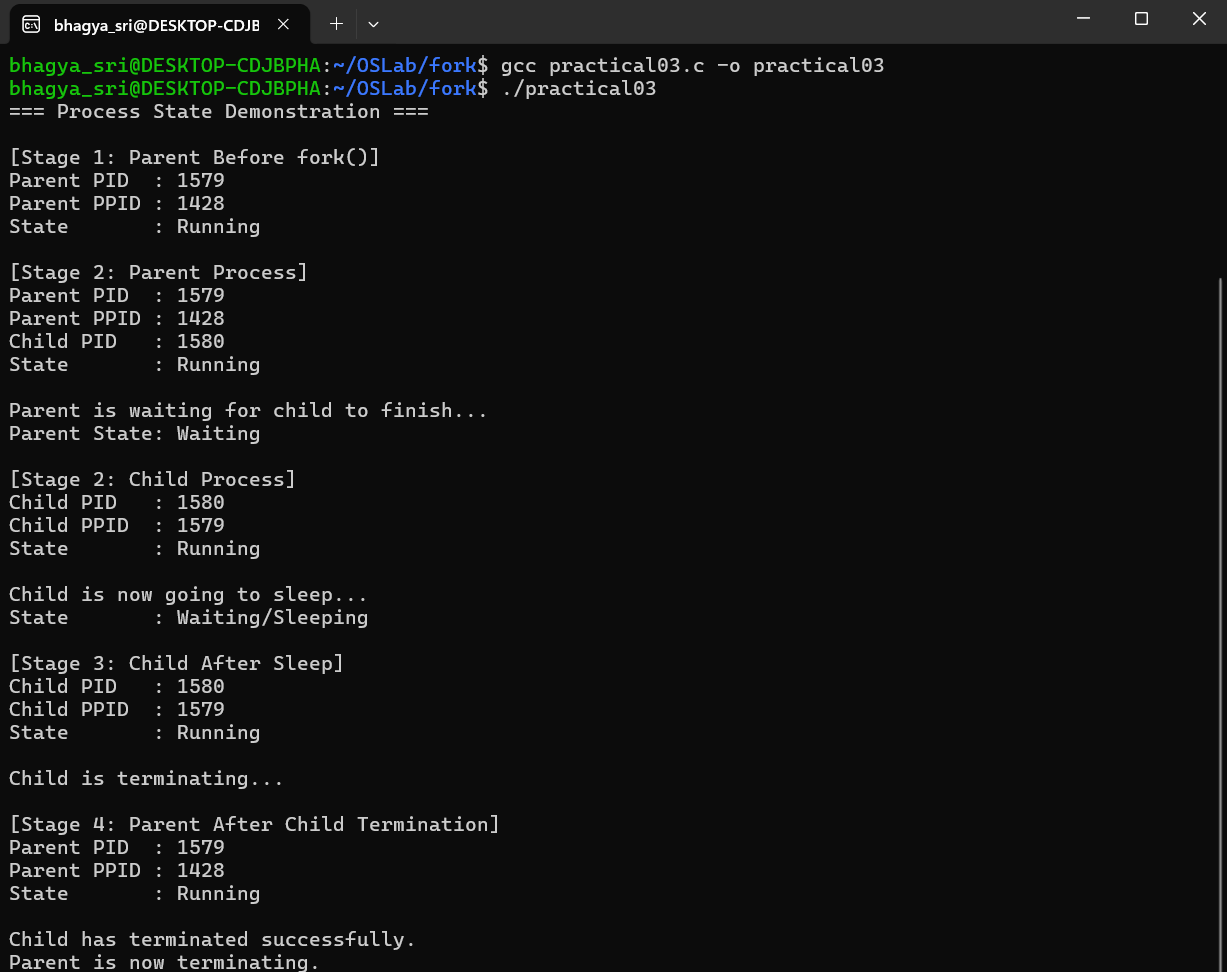 bhagya_sri@DESKTOP-CDJB
bhagya_sri@DESKTOP-CDJBPHA:~/OSLab/fork$ gcc practical03.c -o practical03
bhagya_sri@DESKTOP-CDJBPHA:~/OSLab/fork$ ./practical03
=== Process State Demonstration ===

[Stage 1: Parent Before fork()]
Parent PID  : 1579
Parent PPID : 1428
State       : Running

[Stage 2: Parent Process]
Parent PID  : 1579
Parent PPID : 1428
Child PID   : 1580
State       : Running

Parent is waiting for child to finish...
Parent State: Waiting

[Stage 2: Child Process]
Child PID   : 1580
Child PPID  : 1579
State       : Running

Child is now going to sleep...
State       : Waiting/Sleeping

[Stage 3: Child After Sleep]
Child PID   : 1580
Child PPID  : 1579
State       : Running

Child is terminating...

[Stage 4: Parent After Child Termination]
Parent PID  : 1579
Parent PPID : 1428
State       : Running

Child has terminated successfully.
Parent is now terminating.